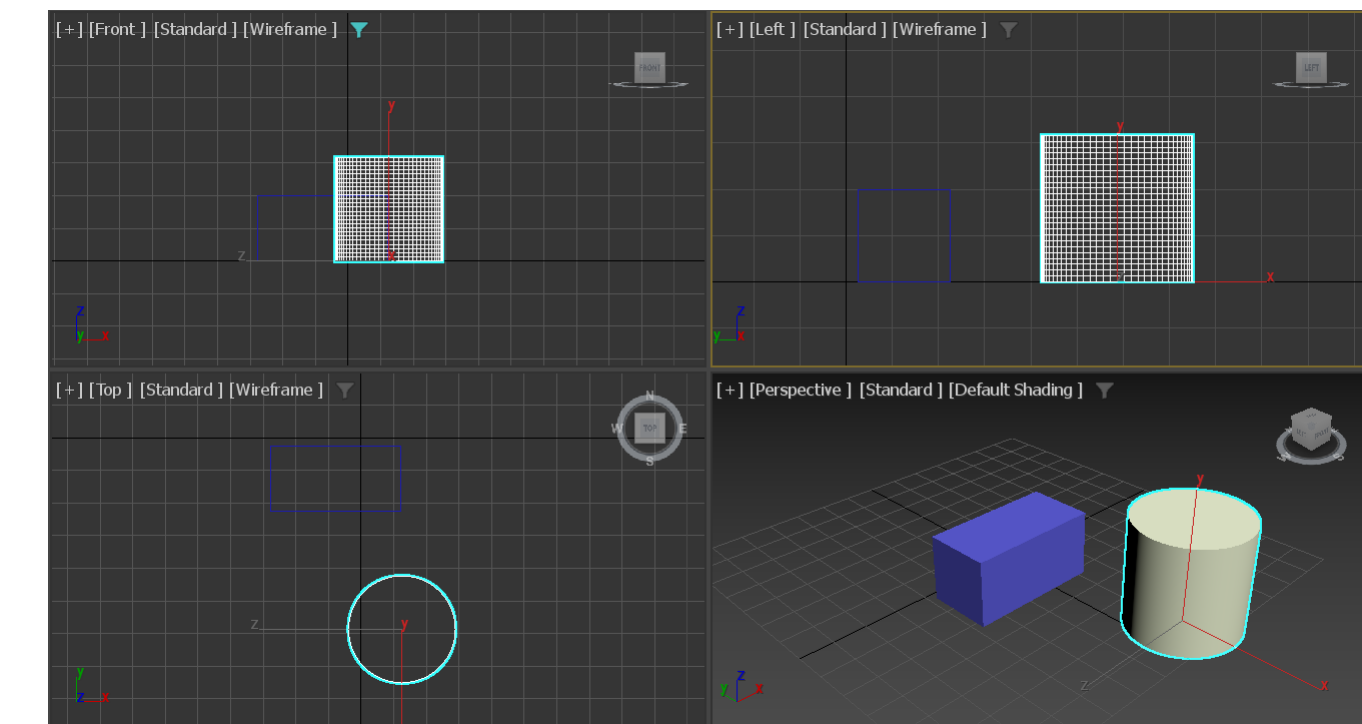 [+] [Front ] [Standard ] [Wireframe ]
FRONT
y
z
x
z
y x
[+] [Left ] [Standard ] [Wireframe ]
LEFT
y
z
x
z
y x
[+] [Top ] [Standard ] [Wireframe ]
N
W TOP E
S
z
y
y
z x
[+] [Perspective ] [Standard ] [Default Shading ]
y
z
x
z
y x